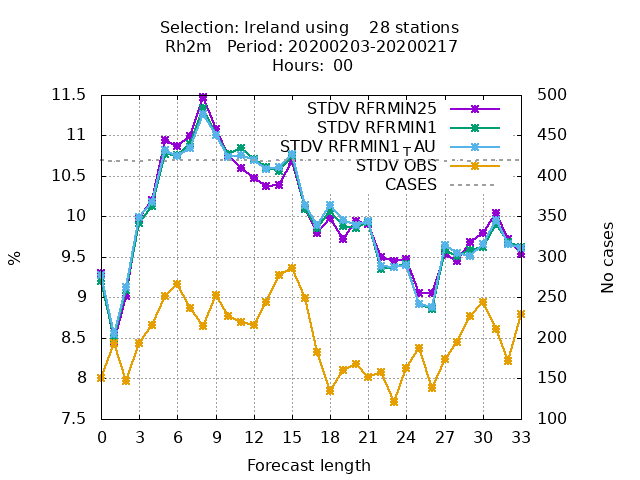 Selection: Ireland using    28 stations
Rh2m   Period: 20200203-20200217
Hours:  00
STDV RFRMIN25
STDV RFRMIN1
STDV RFRMIN1┬AU
STDV OBS
CASES
11.5
11
10.5
10
9.5
9
8.5
8
7.5
%
500
450
400
350
300
250
200
150
100
No cases
0 3 6 9 12 15 18 21 24 27 30 33
Forecast length